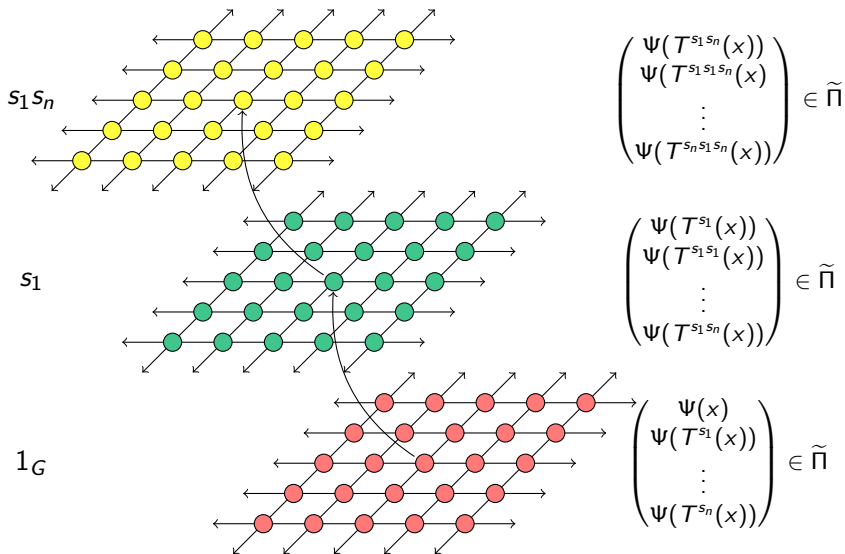 s₁sₙ
Ψ(T^{s₁sₙ}(x))
Ψ(T^{s₁s₁sₙ}(x)
⋮
Ψ(T^{sₙs₁sₙ}(x))
∈ Π̃
s₁
Ψ(T^{s₁}(x))
Ψ(T^{s₁s₁}(x))
⋮
Ψ(T^{s₁sₙ}(x))
∈ Π̃
1_G
Ψ(x)
Ψ(T^{s₁}(x))
⋮
Ψ(T^{sₙ}(x))
∈ Π̃